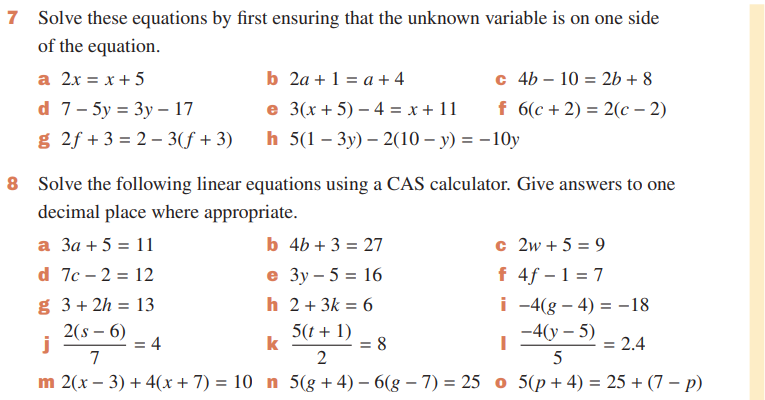 7 Solve these equations by first ensuring that the unknown variable is on one side
of the equation.
a 2x = x + 5 b 2a + 1 = a + 4 c 4b – 10 = 2b + 8
d 7 – 5y = 3y – 17 e 3(x + 5) – 4 = x + 11 f 6(c + 2) = 2(c – 2)
g 2f + 3 = 2 – 3(f + 3) h 5(1 – 3y) – 2(10 – y) = –10y
8 Solve the following linear equations using a CAS calculator. Give answers to one
decimal place where appropriate.
a 3a + 5 = 11 b 4b + 3 = 27 c 2w + 5 = 9
d 7c – 2 = 12 e 3y – 5 = 16 f 4f – 1 = 7
g 3 + 2h = 13 h 2 + 3k = 6 i –4(g – 4) = –18
j 2(s – 6)/7 = 4 k 5(t + 1)/2 = 8 l –4(y – 5)/5 = 2.4
m 2(x – 3) + 4(x + 7) = 10 n 5(g + 4) – 6(g – 7) = 25 o 5(p + 4) = 25 + (7 – p)